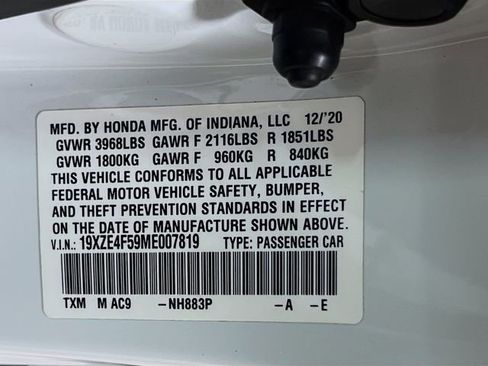 MFD. BY HONDA MFG. OF INDIANA, LLC 12/'20
GVWR 3968LBS GAWR F 2116LBS R 1851LBS
GVWR 1800KG GAWR F 960KG R 840KG
THIS VEHICLE CONFORMS TO ALL APPLICABLE
FEDERAL MOTOR VEHICLE SAFETY, BUMPER,
AND THEFT PREVENTION STANDARDS IN EFFECT
ON THE DATE OF MANUFACTURE SHOWN ABOVE.
V.I.N.: 19XZE4F59ME007819 TYPE: PASSENGER CAR
TXM M AC9 –NH883P –A –E